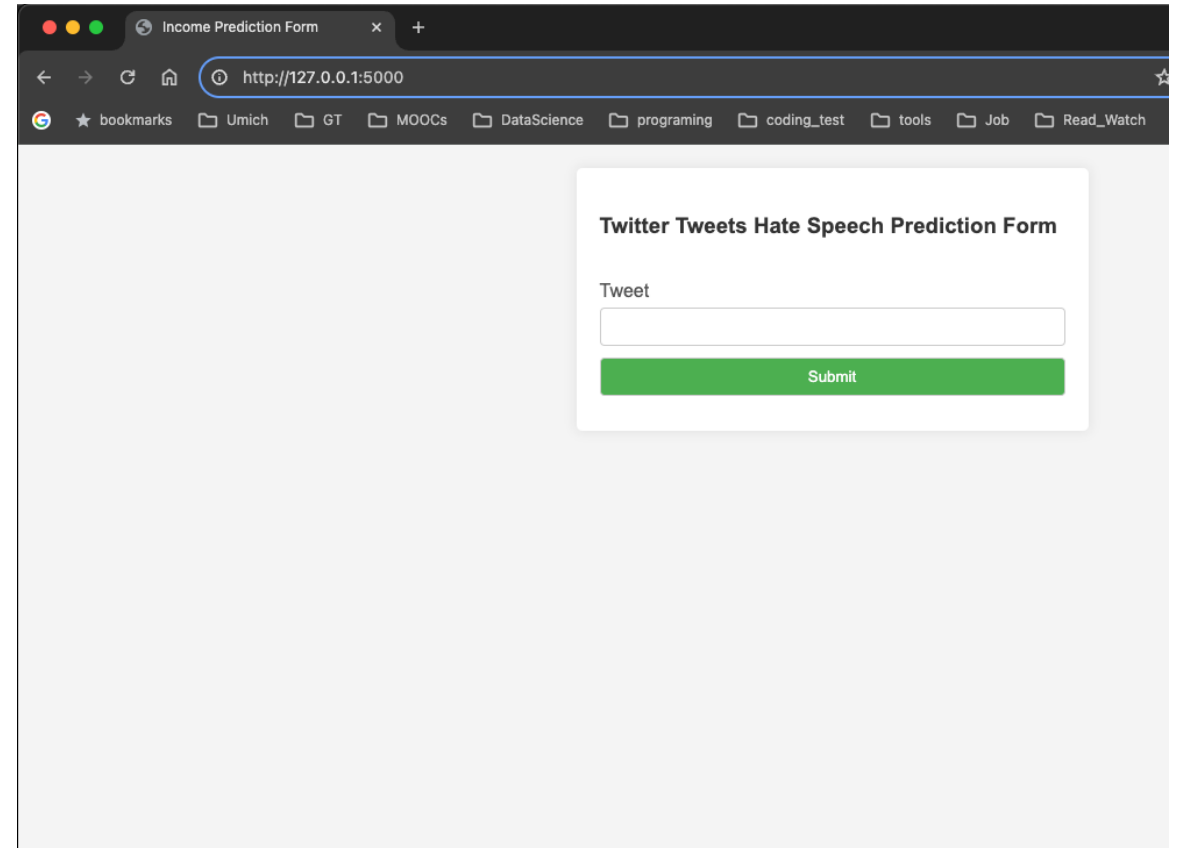 Income Prediction Form
http://127.0.0.1:5000
bookmarks Umich GT MOOCs DataScience programing coding_test tools Job Read_Watch
Twitter Tweets Hate Speech Prediction Form
Tweet
Submit